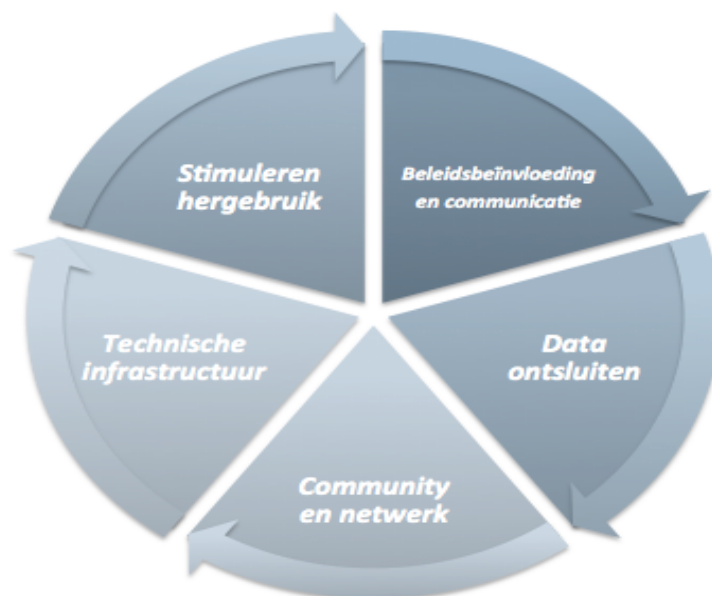 Stimuleren
hergebruik
Beleidsbeïnvloeding
en communicatie
Technische
infrastructuur
Data
ontsluiten
Community
en netwerk